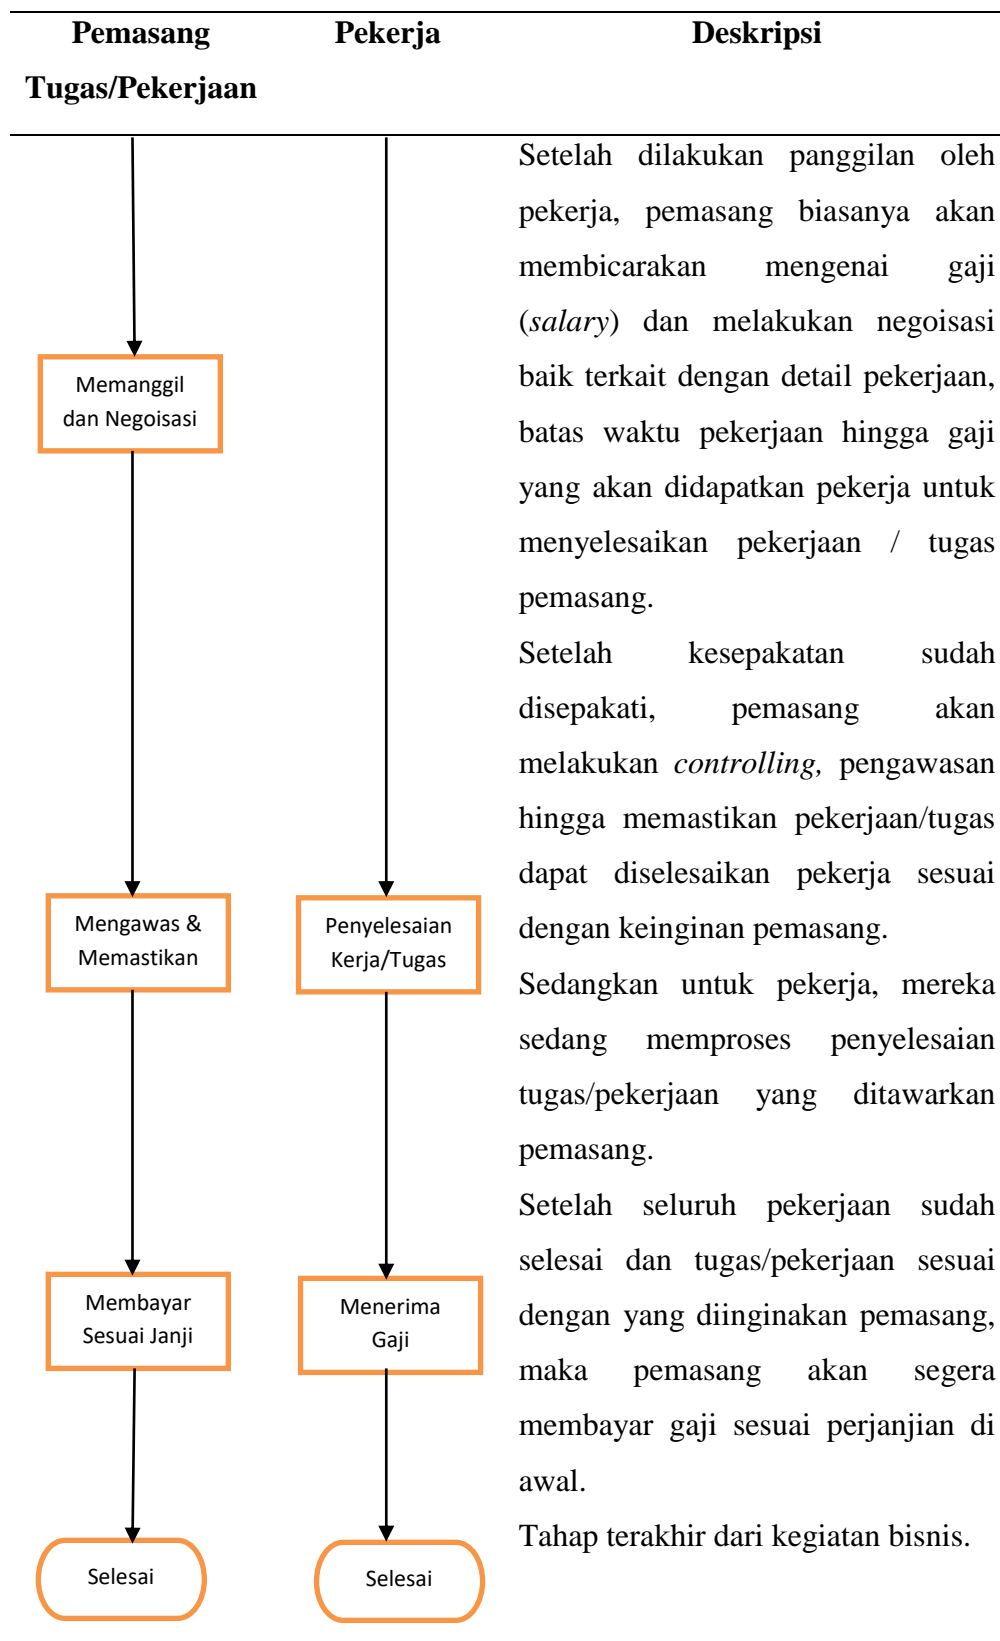 Pemasang
Tugas/Pekerjaan
Pekerja
Deskripsi
Memanggil
dan Negoisasi
Setelah dilakukan panggilan oleh
pekerja, pemasang biasanya akan
membicarakan mengenai gaji
(salary) dan melakukan negoisasi
baik terkait dengan detail pekerjaan,
batas waktu pekerjaan hingga gaji
yang akan didapatkan pekerja untuk
menyelesaikan pekerjaan / tugas
pemasang.
Mengawas &
Memastikan
Penyelesaian
Kerja/Tugas
Setelah kesepakatan sudah
disepakati, pemasang akan
melakukan controlling, pengawasan
hingga memastikan pekerjaan/tugas
dapat diselesaikan pekerja sesuai
dengan keinginan pemasang.
Sedangkan untuk pekerja, mereka
sedang memproses penyelesaian
tugas/pekerjaan yang ditawarkan
pemasang.
Membayar
Sesuai Janji
Menerima
Gaji
Setelah seluruh pekerjaan sudah
selesai dan tugas/pekerjaan sesuai
dengan yang diinginakan pemasang,
maka pemasang akan segera
membayar gaji sesuai perjanjian di
awal.
Selesai
Selesai
Tahap terakhir dari kegiatan bisnis.